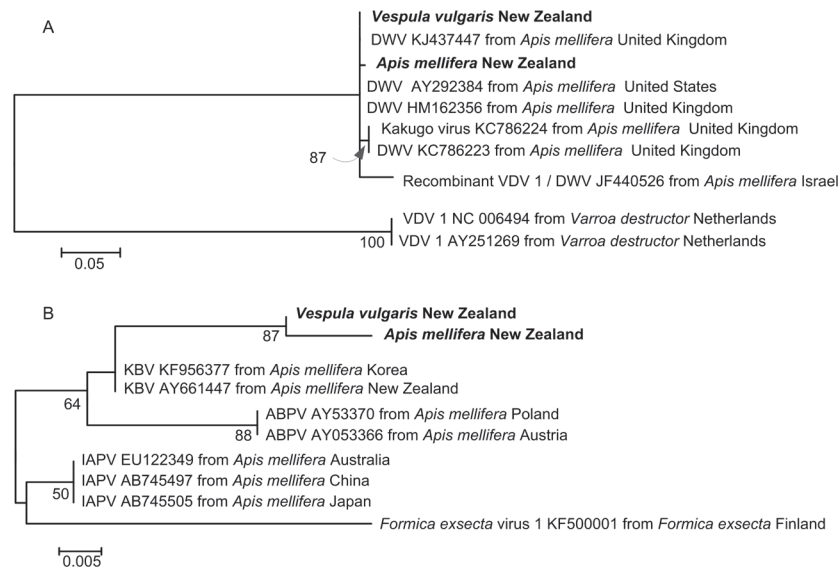 A
Vespula vulgaris New Zealand
DWV KJ437447 from Apis mellifera United Kingdom
Apis mellifera New Zealand
DWV AY292384 from Apis mellifera United States
DWV HM162356 from Apis mellifera United Kingdom
Kakugo virus KC786224 from Apis mellifera United Kingdom
DWV KC786223 from Apis mellifera United Kingdom
87
Recombinant VDV 1 / DWV JF440526 from Apis mellifera Israel
VDV 1 NC 006494 from Varroa destructor Netherlands
VDV 1 AY251269 from Varroa destructor Netherlands
100
0.05
B
Vespula vulgaris New Zealand
87
Apis mellifera New Zealand
KBV KF956377 from Apis mellifera Korea
KBV AY661447 from Apis mellifera New Zealand
64
ABPV AY53370 from Apis mellifera Poland
88
ABPV AY053366 from Apis mellifera Austria
IAPV EU122349 from Apis mellifera Australia
IAPV AB745497 from Apis mellifera China
50
IAPV AB745505 from Apis mellifera Japan
Formica exsecta virus 1 KF500001 from Formica exsecta Finland
0.005